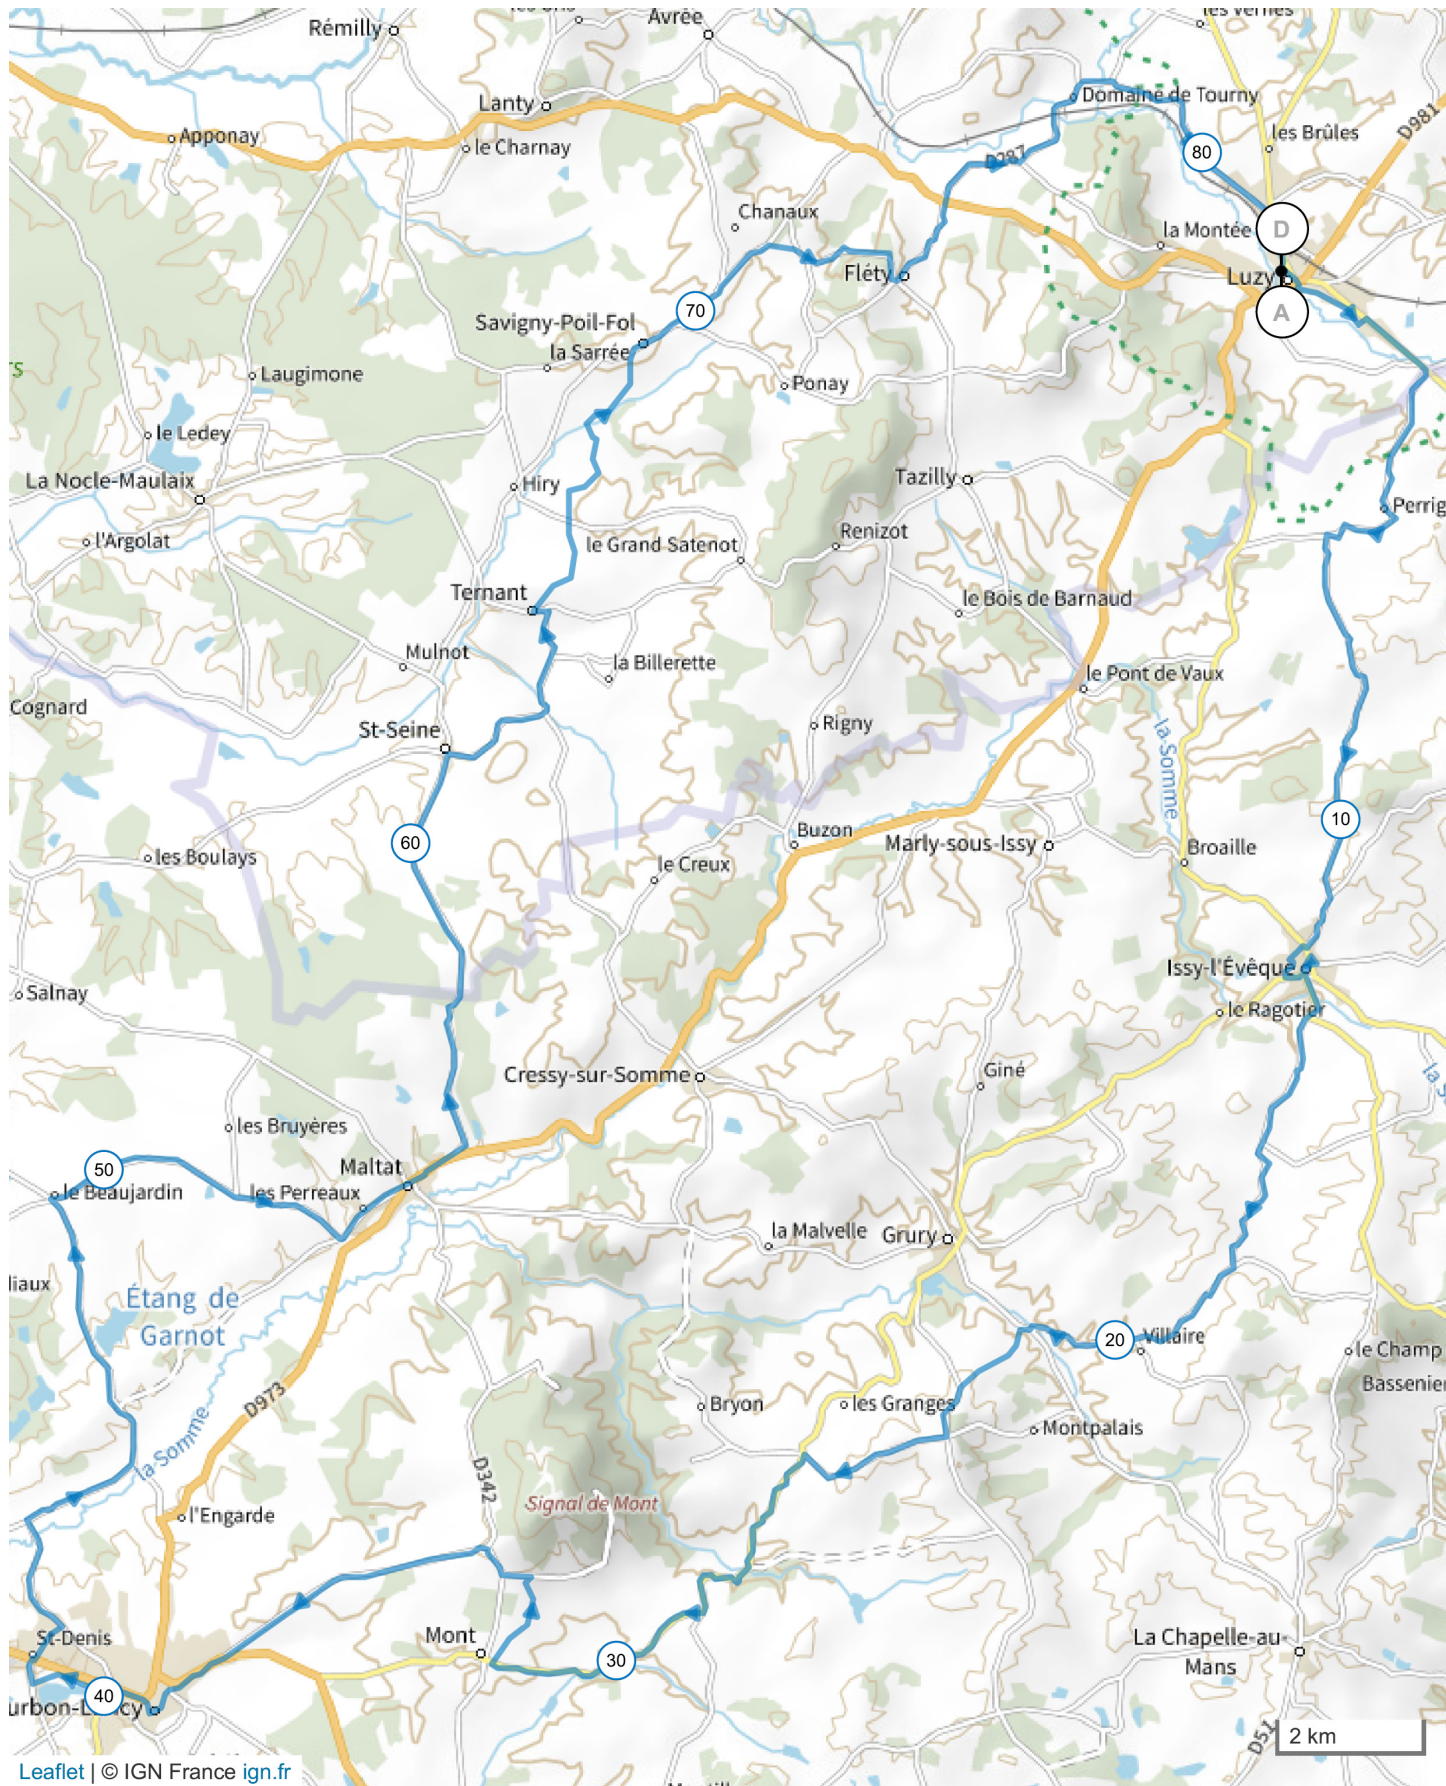 les Vernes
Avrée
Rémilly
Domaine de Tourny
Lanty
D981
Apponay
les Brûles
le Charnay
80
D287
Chanaux
D
la Montée
Fléty
Luzy
70
A
Savigny-Poil-Fol
la Sarrée
Laugimone
Ponay
le Ledey
La Nocle-Maulaix
Tazilly
Hiry
Perrig
Renizot
l'Argolat
le Grand Satenot
Ternant
le Bois de Barnaud
Mulnot
la Billerette
le Pont de Vaux
Cognard
St-Seine
Rigny
la Somme
10
Buzon
60
Marly-sous-Issy
Broaille
les Boulays
le Creux
Issy-l'Évêque
Salnay
le Ragotier
Giné
Cressy-sur-Somme
les Bruyères
50
Maltat
le Beaujardin
les Perreaux
la Malvelle
Grury
liaux
Étang de
Garnot
20
Villaire
le Champ
Bassenier
D973
les Granges
Bryon
Montpalais
la Somme
D342
Signal de Mont
l'Engarde
St-Denis
Mont
La Chapelle-au-
Mans
30
40
urbon-Lancy
D51
2 km
Leaflet | © IGN France ign.fr